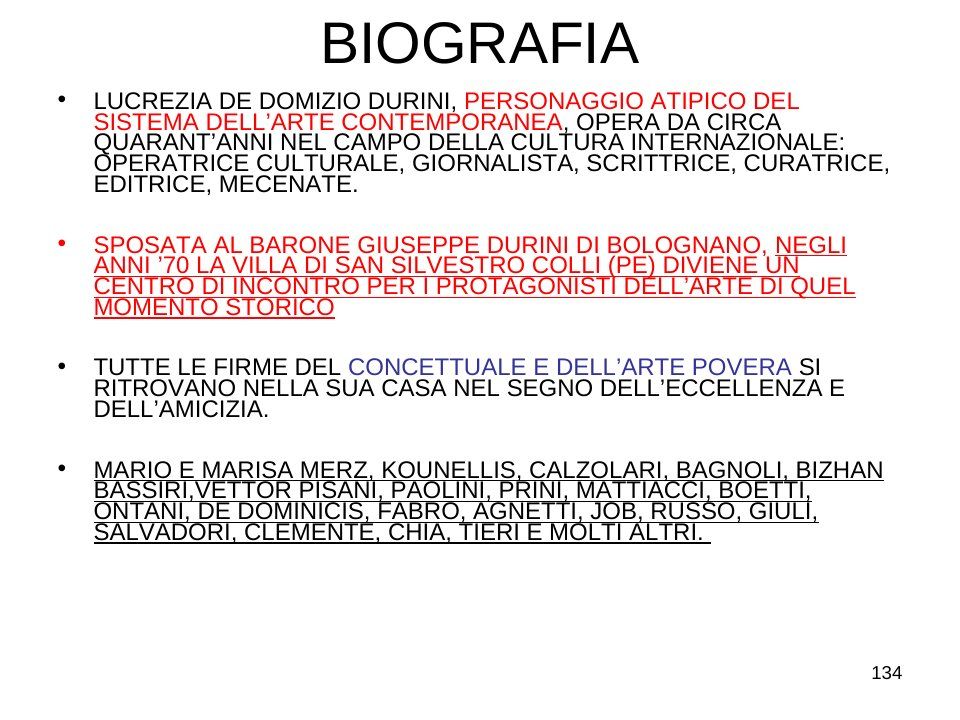 BIOGRAFIA
• LUCREZIA DE DOMIZIO DURINI, PERSONAGGIO ATIPICO DEL
SISTEMA DELL’ARTE CONTEMPORANEA, OPERA DA CIRCA
QUARANT’ANNI NEL CAMPO DELLA CULTURA INTERNAZIONALE:
OPERATRICE CULTURALE, GIORNALISTA, SCRITTRICE, CURATRICE,
EDITRICE, MECENATE.
• SPOSATA AL BARONE GIUSEPPE DURINI DI BOLOGNANO, NEGLI
ANNI ’70 LA VILLA DI SAN SILVESTRO COLLI (PE) DIVIENE UN
CENTRO DI INCONTRO PER I PROTAGONISTI DELL’ARTE DI QUEL
MOMENTO STORICO
• TUTTE LE FIRME DEL CONCETTUALE E DELL’ARTE POVERA SI
RITROVANO NELLA SUA CASA NEL SEGNO DELL’ECCELLENZA E
DELL’AMICIZIA.
• MARIO E MARISA MERZ, KOUNELLIS, CALZOLARI, BAGNOLI, BIZHAN
BASSIRI,VETTOR PISANI, PAOLINI, PRINI, MATTIACCI, BOETTI,
ONTANI, DE DOMINICIS, FABRO, AGNETTI, JOB, RUSSO, GIULI,
SALVADORI, CLEMENTE, CHIA, TIERI E MOLTI ALTRI.
134